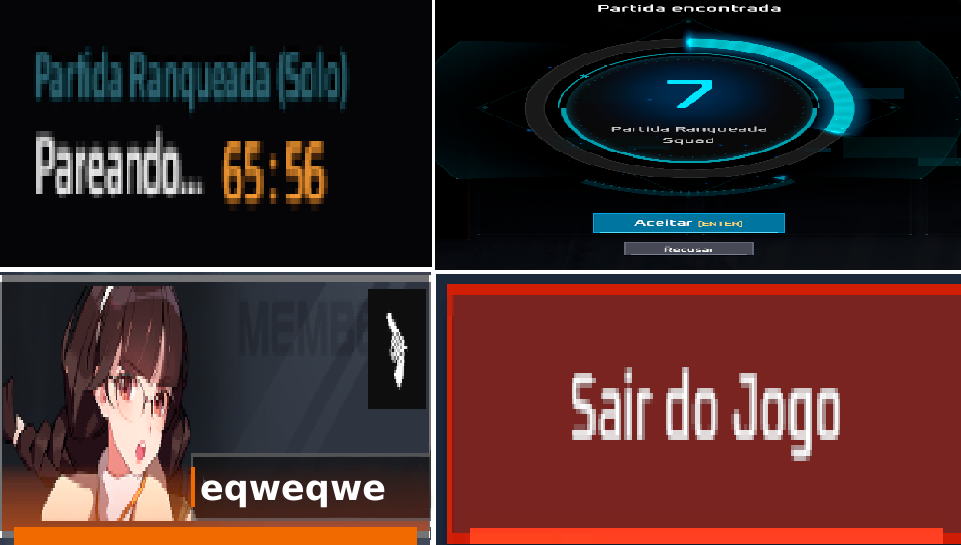 Partida Ranqueada (Solo)
Pareando... 65:56
Partida encontrada
7
Partida Ranqueada
Squad
Aceitar [ENTER]
Recusar
eqweqwe
Sair do Jogo